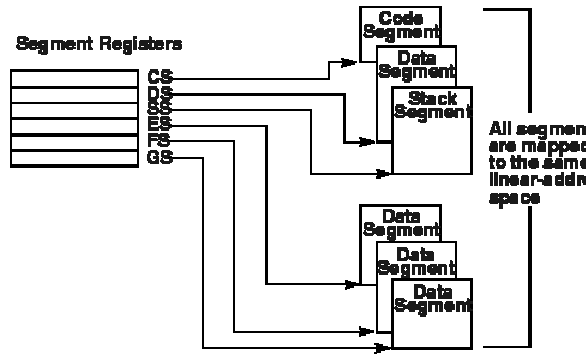 Segment Registers
CS
DS
SS
ES
FS
GS
Code
Segment
Data
Segment
Stack
Segment
Data
Segment
Data
Segment
Data
Segment
All segmen
are mapped
to the same
linear-addre
space